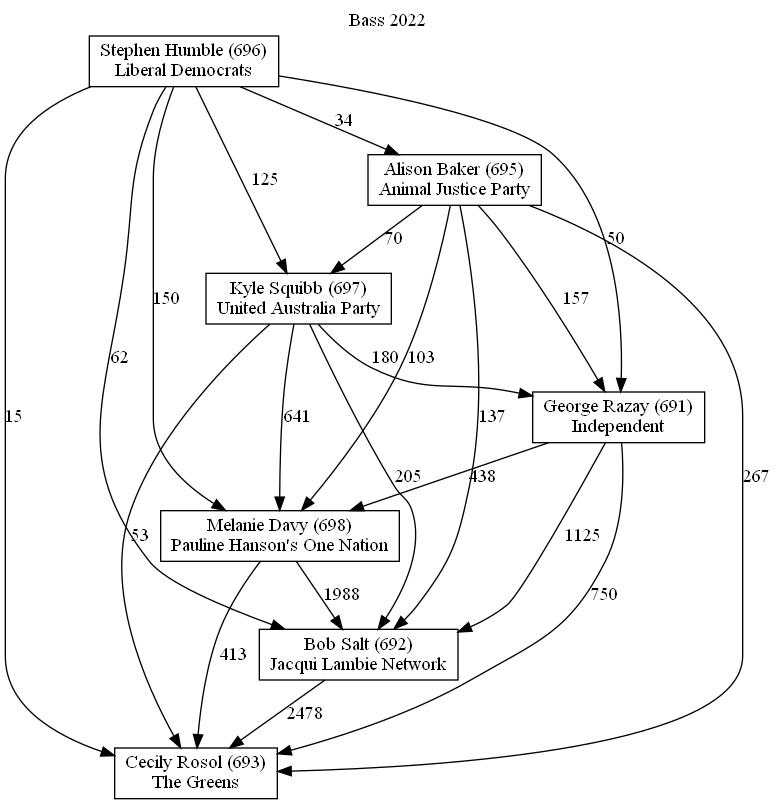 Bass 2022
Stephen Humble (696)
Liberal Democrats
34
Alison Baker (695)
Animal Justice Party
125
70
50
Kyle Squibb (697)
United Australia Party
150
157
62
180
103
George Razay (691)
Independent
15
641
137
205
438
267
Melanie Davy (698)
Pauline Hanson's One Nation
53
1125
1988
750
Bob Salt (692)
Jacqui Lambie Network
413
2478
Cecily Rosol (693)
The Greens